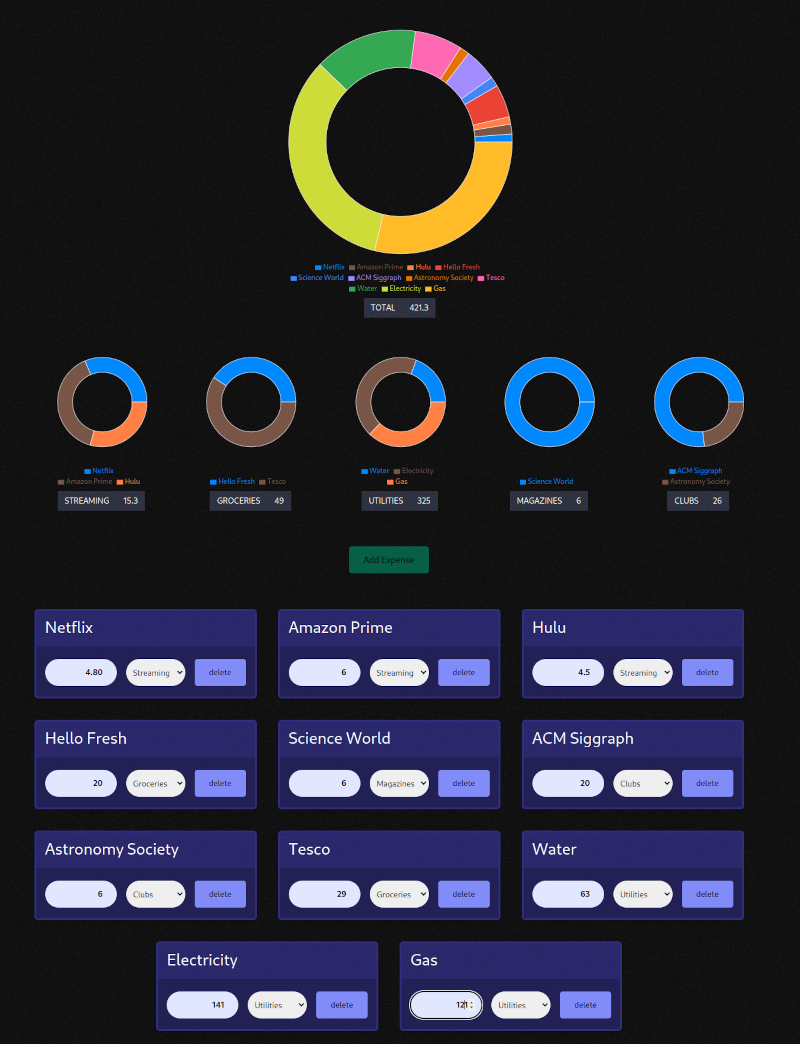 Netflix Amazon Prime Hulu Hello Fresh
Science World ACM Siggraph Astronomy Society Tesco
Water Electricity Gas
TOTAL 421.3
Netflix
Amazon Prime Hulu
STREAMING 15.3
Hello Fresh Tesco
GROCERIES 49
Water Electricity
Gas
UTILITIES 325
Science World
MAGAZINES 6
ACM Siggraph
Astronomy Society
CLUBS 26
Add Expense
Netflix
4.80 Streaming delete
Amazon Prime
6 Streaming delete
Hulu
4.5 Streaming delete
Hello Fresh
20 Groceries delete
Science World
6 Magazines delete
ACM Siggraph
20 Clubs delete
Astronomy Society
6 Clubs delete
Tesco
29 Groceries delete
Water
63 Utilities delete
Electricity
141 Utilities delete
Gas
121 Utilities delete